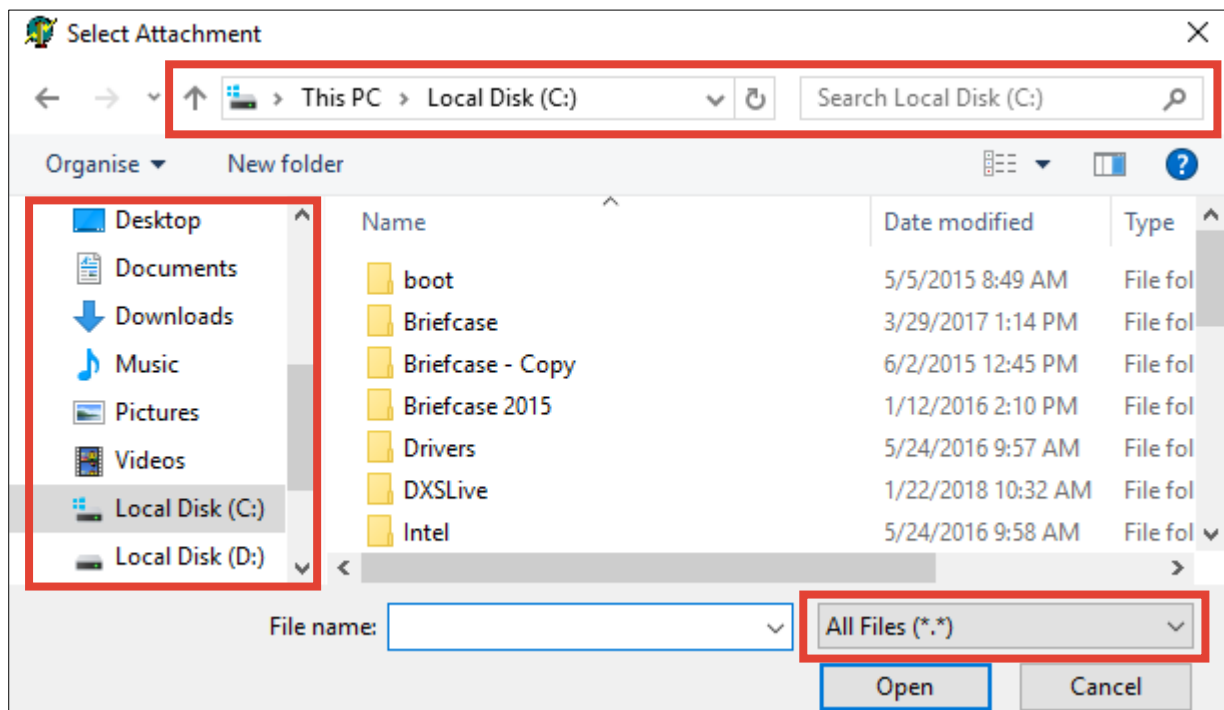 Select Attachment
This PC > Local Disk (C:) Search Local Disk (C:)
Organise New folder
Desktop
Documents
Downloads
Music
Pictures
Videos
Local Disk (C:)
Local Disk (D:)
Name Date modified Type
boot 5/5/2015 8:49 AM File fol
Briefcase 3/29/2017 1:14 PM File fol
Briefcase - Copy 6/2/2015 12:45 PM File fol
Briefcase 2015 1/12/2016 2:10 PM File fol
Drivers 5/24/2016 9:57 AM File fol
DXSLive 1/22/2018 10:32 AM File fol
Intel 5/24/2016 9:58 AM File fol
File name: All Files (*.*)
Open Cancel